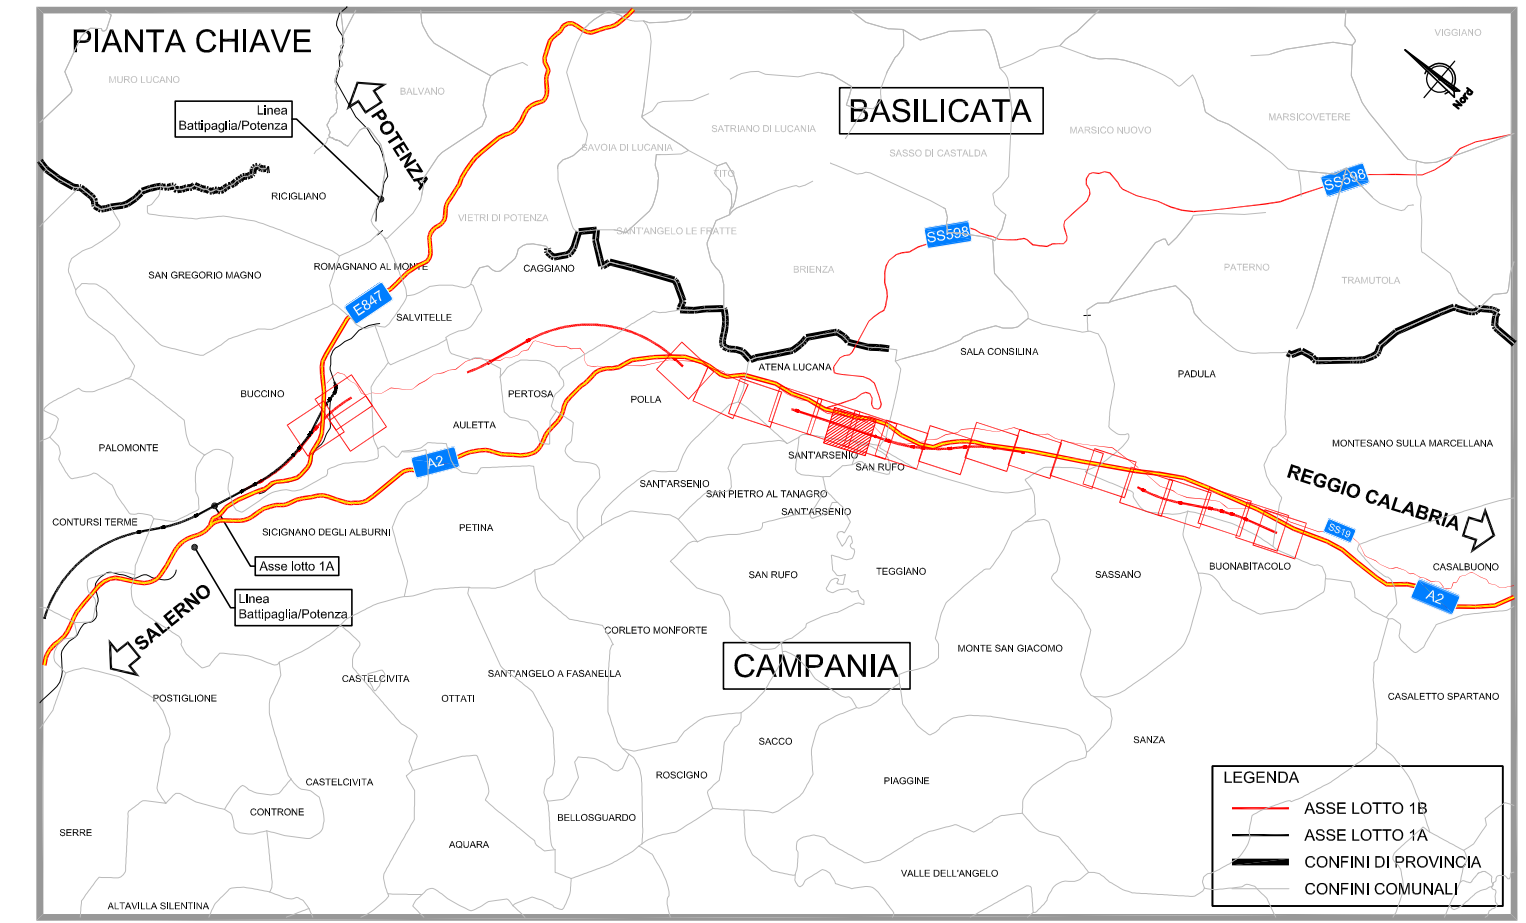 PIANTA CHIAVE
VIGGIANO
MURO LUCANO
BALVANO
Nord
Linea
Battipaglia/Potenza
POTENZA
BASILICATA
SATRIANO DI LUCANIA
MARSICO NUOVO
MARSICOVETERE
SAVOIA DI LUCANIA
SASSO DI CASTALDA
TITO
SS598
RICIGLIANO
VIETRI DI POTENZA
SANT'ANGELO LE FRATTE
SS598
SAN GREGORIO MAGNO
ROMAGNANO AL MONTE
CAGGIANO
BRIENZA
PATERNO
TRAMUTOLA
E847
SALVITELLE
SALA CONSILINA
ATENA LUCANA
PADULA
BUCCINO
PERTOSA
POLLA
AULETTA
PALOMONTE
MONTESANO SULLA MARCELLANA
SANT'ARSENIO
SAN RUFO
A2
SANT'ARSENIO
SAN PIETRO AL TANAGRO
SANT'ARSENIO
REGGIO CALABRIA
CONTURSI TERME
SICIGNANO DEGLI ALBURNI
PETINA
SS19
Asse lotto 1A
SAN RUFO
TEGGIANO
SASSANO
BUONABITACOLO
CASALBUONO
A2
Linea
Battipaglia/Potenza
SALERNO
CORLETO MONFORTE
MONTE SAN GIACOMO
CAMPANIA
SANT'ANGELO A FASANELLA
CASTELCIVITA
POSTIGLIONE
OTTATI
CASALETTO SPARTANO
SACCO
SANZA
ROSCIGNO
PIAGGINE
CASTELCIVITA
CONTRONE
BELLOSGUARDO
SERRE
AQUARA
VALLE DELL'ANGELO
ALTAVILLA SILENTINA
LEGENDA
ASSE LOTTO 1B
ASSE LOTTO 1A
CONFINI DI PROVINCIA
CONFINI COMUNALI